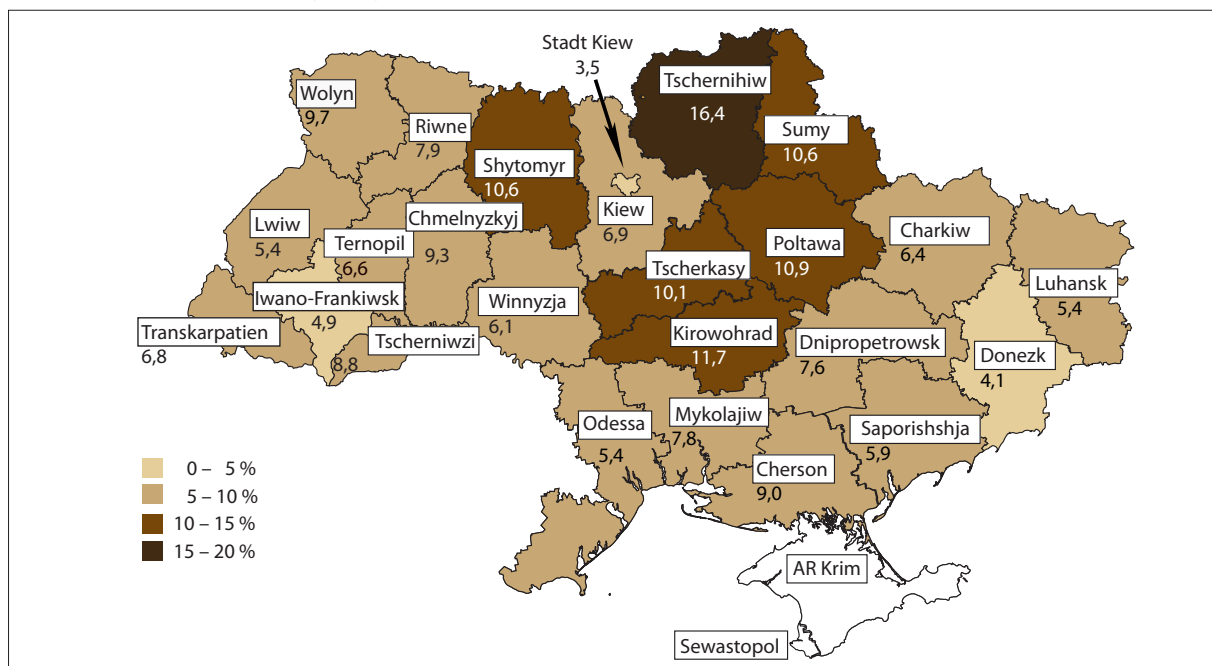 Stadt Kiew
3,5
Tschernihiw
16,4
Wolyn
9,7
Riwne
7,9
Sumy
10,6
Shytomyr
10,6
Kiew
6,9
Lwiw
5,4
Chmelnyzkyj
9,3
Ternopil
6,6
Poltawa
10,9
Charkiw
6,4
Tscherkasy
10,1
Luhansk
5,4
Iwano-Frankiwsk
4,9
Winnyzja
6,1
Transkarpatien
6,8
Tscherniwzi
8,8
Kirowohrad
11,7
Dnipropetrowsk
7,6
Donezk
4,1
Odessa
5,4
Mykolajiw
7,8
Saporishshja
5,9
Cherson
9,0
0 – 5 %
5 – 10 %
10 – 15 %
15 – 20 %
AR Krim
Sewastopol